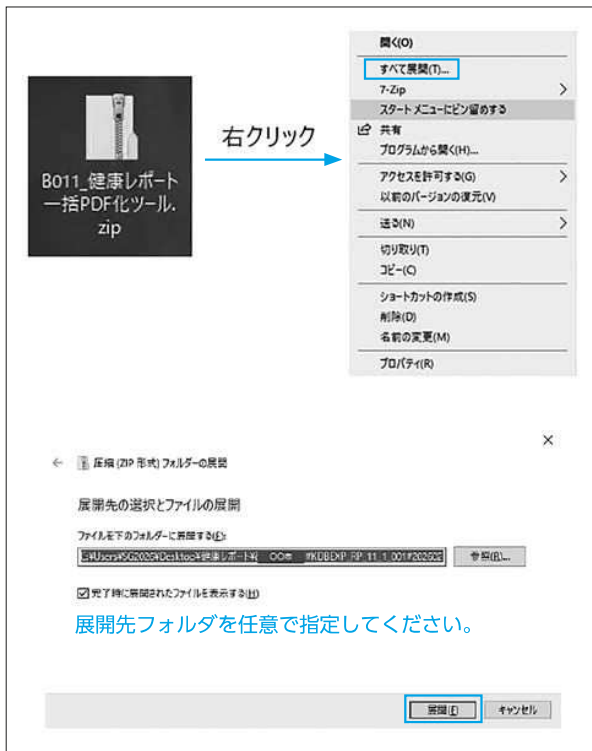 B011_健康レポート
一括PDF化ツール.
zip
右クリック
開く(O)
すべて展開(T)...
7-Zip
スタート メニューにピン留めする
共有
プログラムから開く(H)...
アクセスを許可する(G)
以前のバージョンの復元(V)
送る(N)
切り取り(T)
コピー(C)
ショートカットの作成(S)
削除(D)
名前の変更(M)
プロパティ(R)
圧縮 (ZIP 形式) フォルダーの展開
展開先の選択とファイルの展開
ファイルを下のフォルダーに展開する(F):
参照(R)...
完了時に展開されたファイルを表示する(H)
展開先フォルダを任意で指定してください。
展開(E)
キャンセル